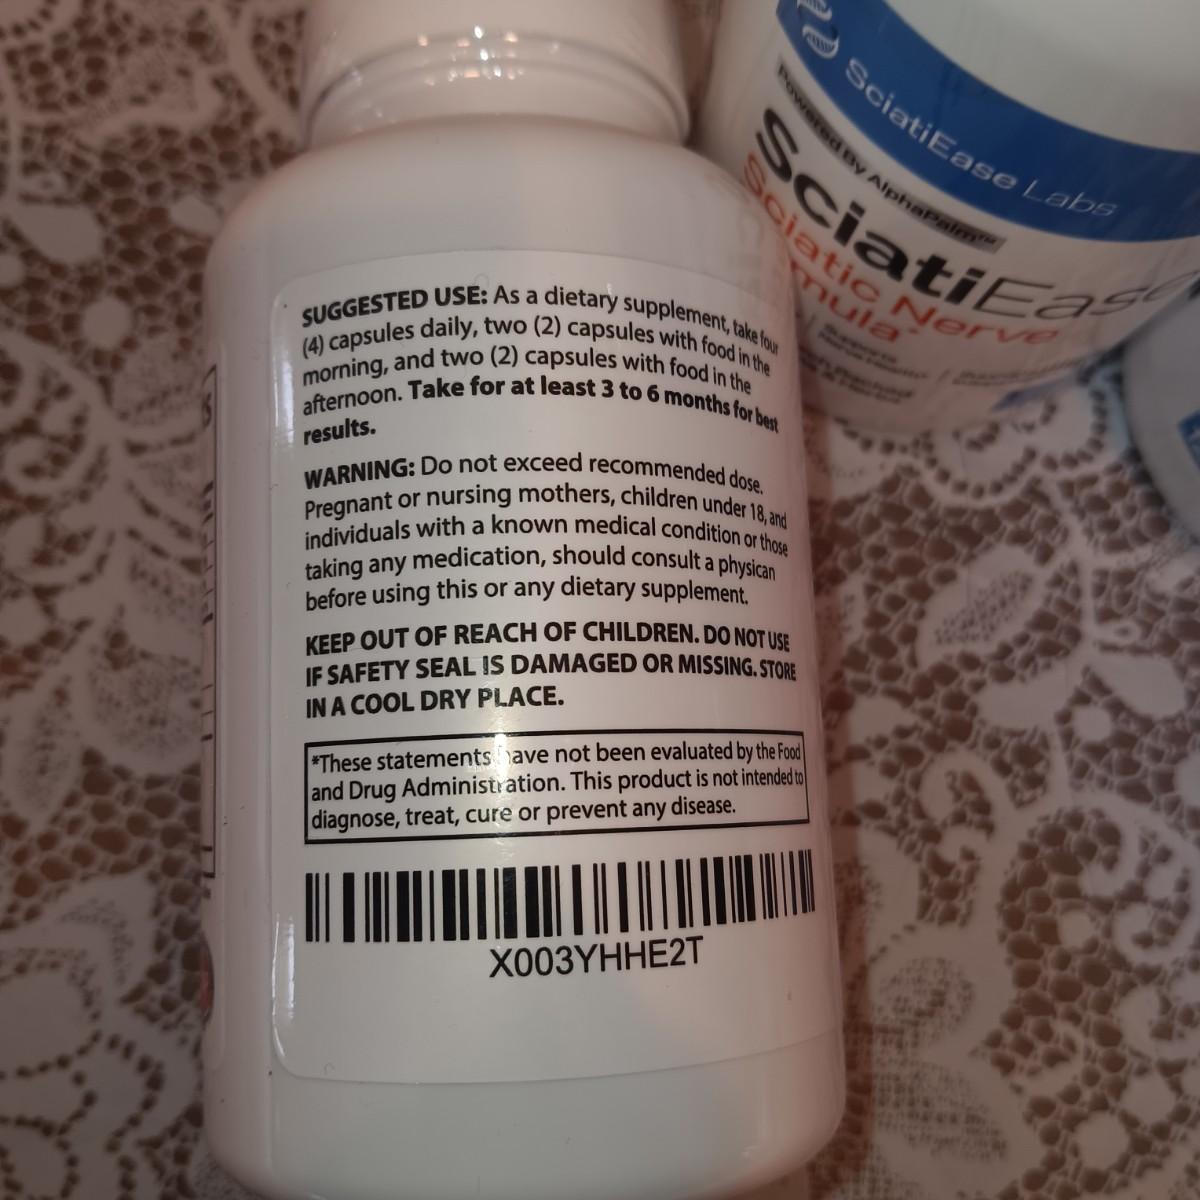 SUGGESTED USE: As a dietary supplement, take four
(4) capsules daily, two (2) capsules with food in the
morning, and two (2) capsules with food in the
afternoon. Take for at least 3 to 6 months for best
results.
WARNING: Do not exceed recommended dose.
Pregnant or nursing mothers, children under 18, and
individuals with a known medical condition or those
taking any medication, should consult a physican
before using this or any dietary supplement.
KEEP OUT OF REACH OF CHILDREN. DO NOT USE
IF SAFETY SEAL IS DAMAGED OR MISSING. STORE
IN A COOL DRY PLACE.
*These statements have not been evaluated by the Food
and Drug Administration. This product is not intended to
diagnose, treat, cure or prevent any disease.
X003YHHE2T
SciatiEase Labs
Powered By AlphaPalm™
SciatiEase
Sciatic Nerve
mula*
Supports